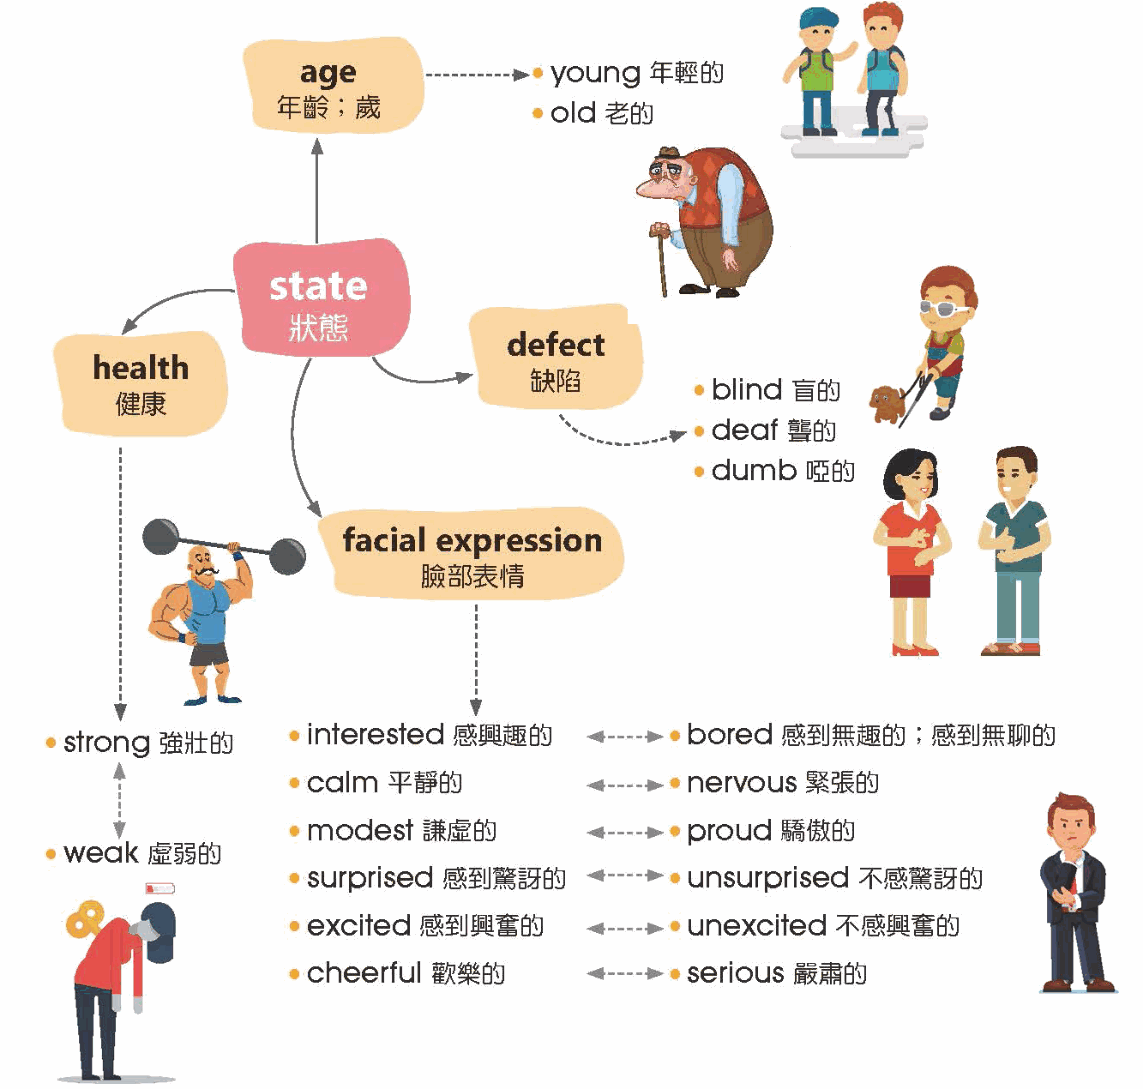 age
年齡；歲
young 年輕的
old 老的
state
狀態
health
健康
defect
缺陷
blind 盲的
deaf 聾的
dumb 啞的
facial expression
臉部表情
strong 強壯的
weak 虛弱的
interested 感興趣的
bored 感到無趣的；感到無聊的
calm 平靜的
nervous 緊張的
modest 謙虛的
proud 驕傲的
surprised 感到驚訝的
unsurprised 不感驚訝的
excited 感到興奮的
unexcited 不感興奮的
cheerful 歡樂的
serious 嚴肅的